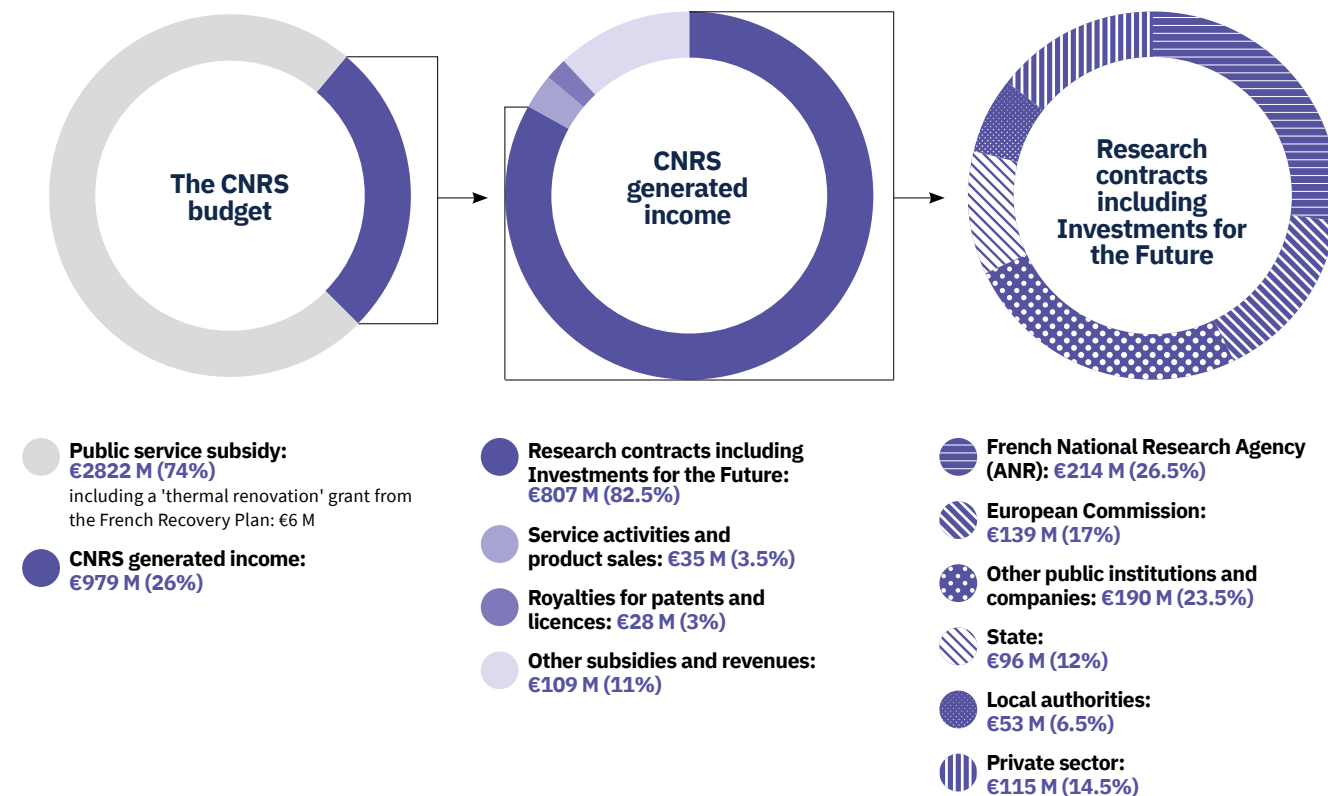 The CNRS
budget
CNRS
generated
income
Research
contracts
including
Investments for
the Future
Public service subsidy:
€2822 M (74%)
including a 'thermal renovation' grant from
the French Recovery Plan: €6 M
CNRS generated income:
€979 M (26%)
Research contracts including
Investments for the Future:
€807 M (82.5%)
Service activities and
product sales: €35 M (3.5%)
Royalties for patents and
licences: €28 M (3%)
Other subsidies and revenues:
€109 M (11%)
French National Research Agency
(ANR): €214 M (26.5%)
European Commission:
€139 M (17%)
Other public institutions and
companies: €190 M (23.5%)
State:
€96 M (12%)
Local authorities:
€53 M (6.5%)
Private sector:
€115 M (14.5%)